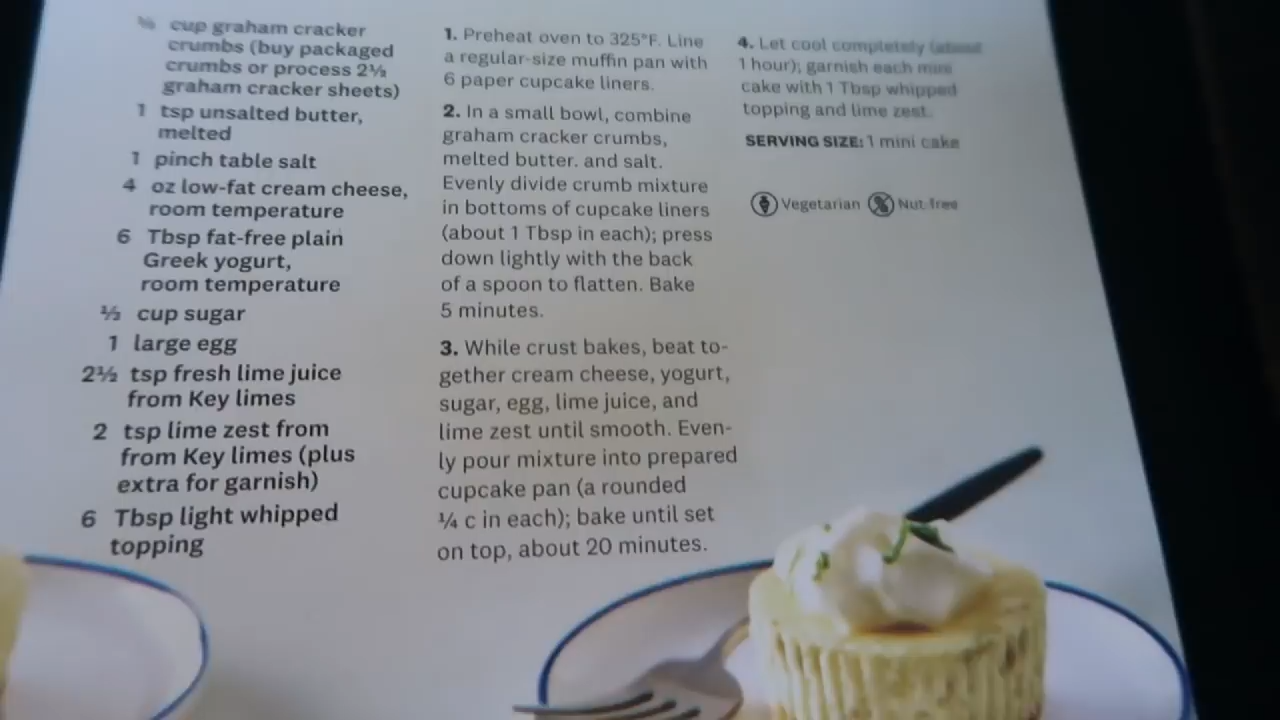 cup graham cracker
crumbs (buy packaged
crumbs or process 2½
graham cracker sheets)
1 tsp unsalted butter,
melted
1 pinch table salt
4 oz low-fat cream cheese,
room temperature
6 Tbsp fat-free plain
Greek yogurt,
room temperature
⅓ cup sugar
1 large egg
2½ tsp fresh lime juice
from Key limes
2 tsp lime zest from
from Key limes (plus
extra for garnish)
6 Tbsp light whipped
topping
1. Preheat oven to 325°F. Line
a regular-size muffin pan with
6 paper cupcake liners.
2. In a small bowl, combine
graham cracker crumbs,
melted butter. and salt.
Evenly divide crumb mixture
in bottoms of cupcake liners
(about 1 Tbsp in each); press
down lightly with the back
of a spoon to flatten. Bake
5 minutes.
3. While crust bakes, beat to-
gether cream cheese, yogurt,
sugar, egg, lime juice, and
lime zest until smooth. Even-
ly pour mixture into prepared
cupcake pan (a rounded
¼ c in each); bake until set
on top, about 20 minutes.
4. Let cool completely (about
1 hour); garnish each mini
cake with 1 Tbsp whipped
topping and lime zest.
SERVING SIZE: 1 mini cake
Vegetarian Nut-free